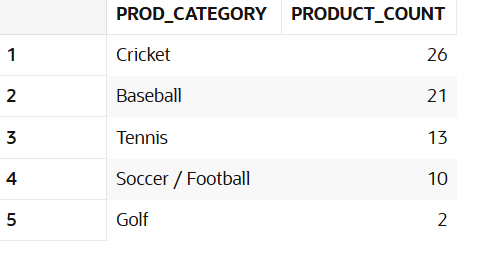 PROD_CATEGORY PRODUCT_COUNT
1 Cricket 26
2 Baseball 21
3 Tennis 13
4 Soccer / Football 10
5 Golf 2